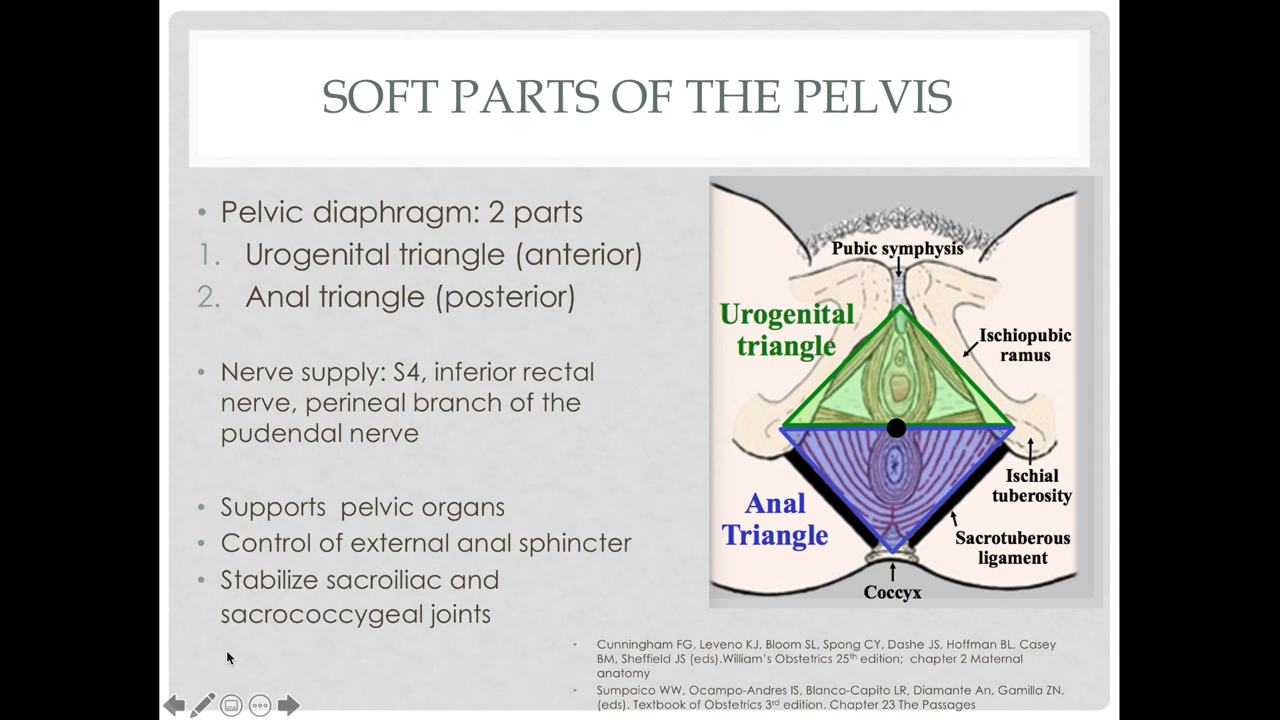 SOFT PARTS OF THE PELVIS
• Pelvic diaphragm: 2 parts
1. Urogenital triangle (anterior)
2. Anal triangle (posterior)
• Nerve supply: S4, inferior rectal
nerve, perineal branch of the
pudendal nerve
• Supports  pelvic organs
• Control of external anal sphincter
• Stabilize sacroiliac and
sacrococcygeal joints
Pubic symphysis
Urogenital
triangle
Ischiopubic
ramus
Ischial
tuberosity
Anal
Triangle
Sacrotuberous
ligament
Coccyx
• Cunningham FG, Leveno KJ, Bloom SL, Spong CY, Dashe JS, Hoffman BL, Casey
BM, Sheffield JS (eds).William's Obstetrics 25th edition;  chapter 2 Maternal
anatomy
• Sumpaico WW, Ocampo-Andres IS, Blanco-Capito LR, Diamante An, Gamilla ZN.
(eds). Textbook of Obstetrics 3rd edition. Chapter 23 The Passages